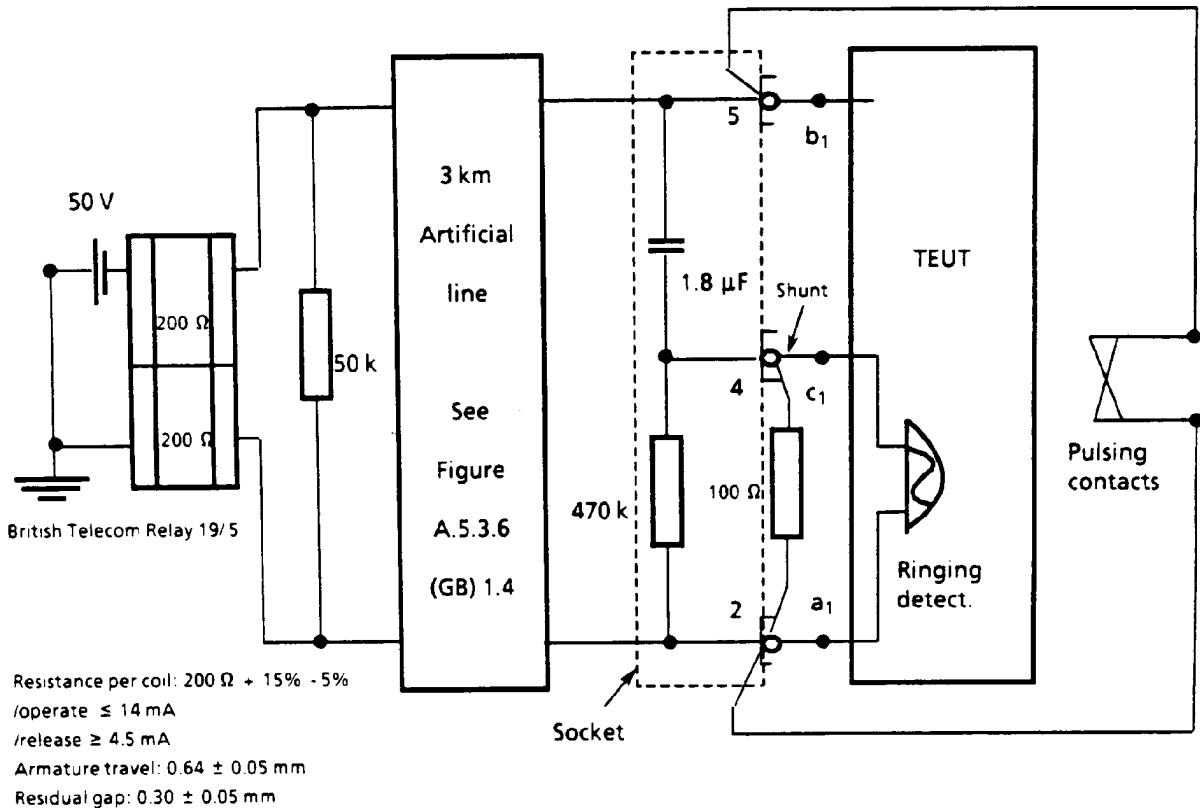 50 V
200 Ω
200 Ω
British Telecom Relay 19/5
50 k
3 km
Artificial
line
See
Figure
A.5.3.6
(GB) 1.4
5
b1
1.8 µF
Shunt
4
c1
470 k
100 Ω
2
a1
Socket
TEUT
Ringing
detect.
Pulsing
contacts
Resistance per coil: 200 Ω + 15% - 5%
/operate ≤ 14 mA
/release ≥ 4.5 mA
Armature travel: 0.64 ± 0.05 mm
Residual gap: 0.30 ± 0.05 mm